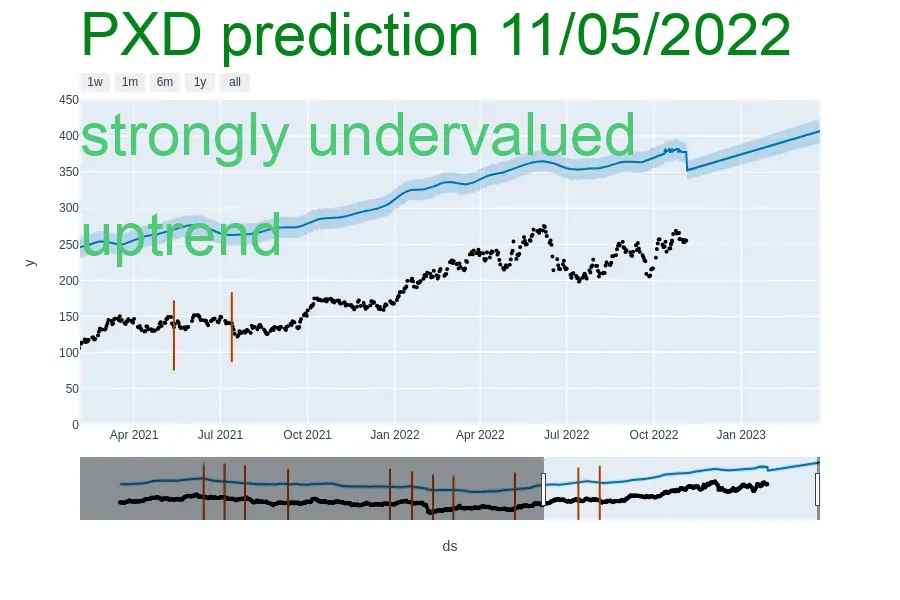 PXD prediction 11/05/2022
1w 1m 6m 1y all
450
strongly undervalued
400
350
300
uptrend
250
y
200
150
100
50
0
Apr 2021 Jul 2021 Oct 2021 Jan 2022 Apr 2022 Jul 2022 Oct 2022 Jan 2023
ds